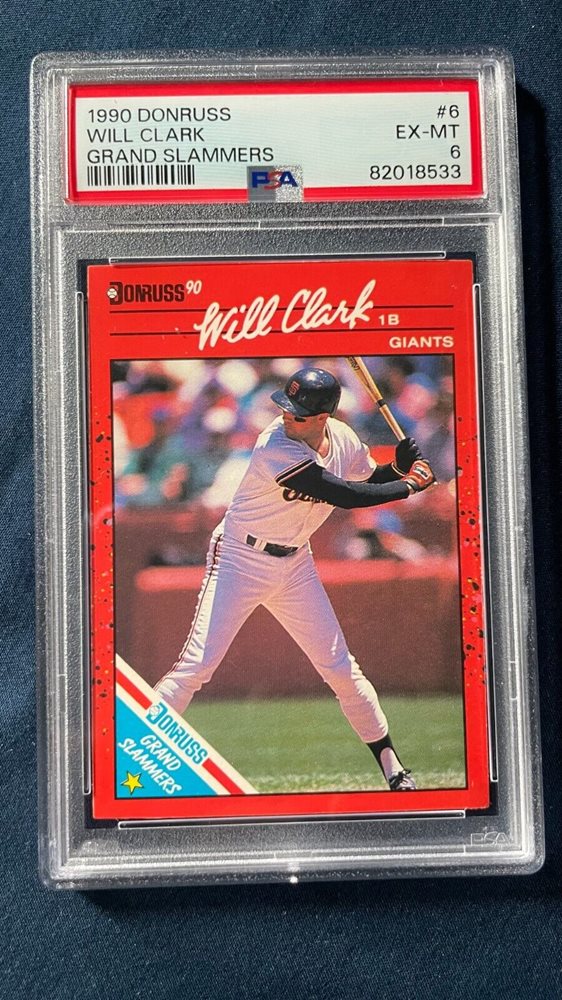 1990 DONRUSS #6
WILL CLARK EX-MT
GRAND SLAMMERS 6
PSA 82018533
DONRUSS 90
Will Clark 1B
GIANTS
DONRUSS
GRAND
SLAMMERS
PSA